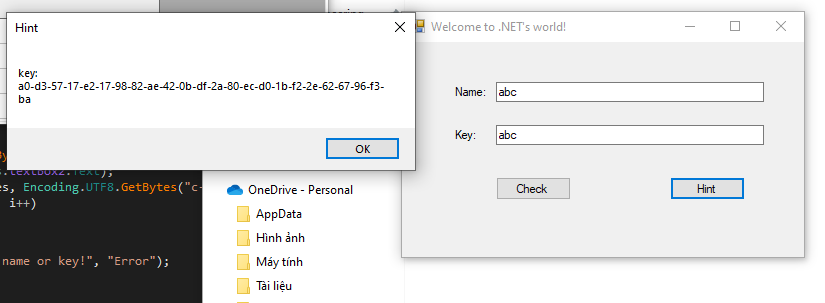 Hint
key:
a0-d3-57-17-e2-17-98-82-ae-42-0b-df-2a-80-ec-d0-1b-f2-2e-62-67-96-f3-
ba
OK
Welcome to .NET's world!
Name: abc
Key: abc
Check Hint
s.textbox2.Text);
es, Encoding.UTF8.GetBytes("c-
i++)
name or key!", "Error");
OneDrive - Personal
AppData
Hình ảnh
Máy tính
Tài liệu